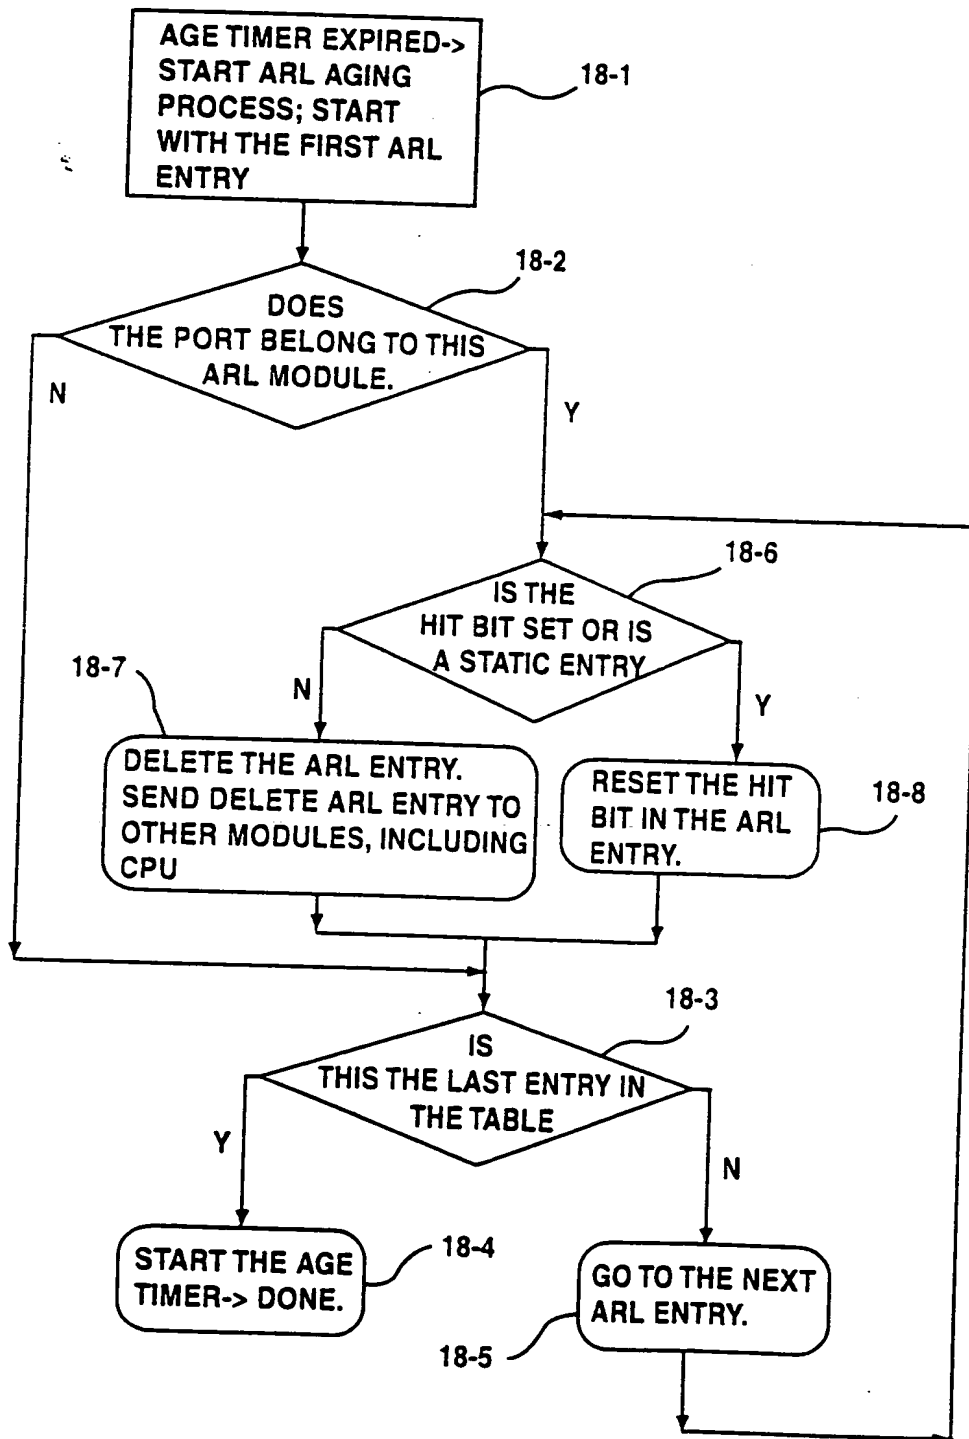 AGE TIMER EXPIRED->
START ARL AGING
PROCESS; START
WITH THE FIRST ARL
ENTRY
18-1
18-2
DOES
THE PORT BELONG TO THIS
ARL MODULE.
N
Y
18-6
IS THE
HIT BIT SET OR IS
A STATIC ENTRY
18-7
N
Y
DELETE THE ARL ENTRY.
SEND DELETE ARL ENTRY TO
OTHER MODULES, INCLUDING
CPU
RESET THE HIT
BIT IN THE ARL
ENTRY.
18-8
18-3
IS
THIS THE LAST ENTRY IN
THE TABLE
Y
N
START THE AGE
TIMER-> DONE.
18-4
GO TO THE NEXT
ARL ENTRY.
18-5